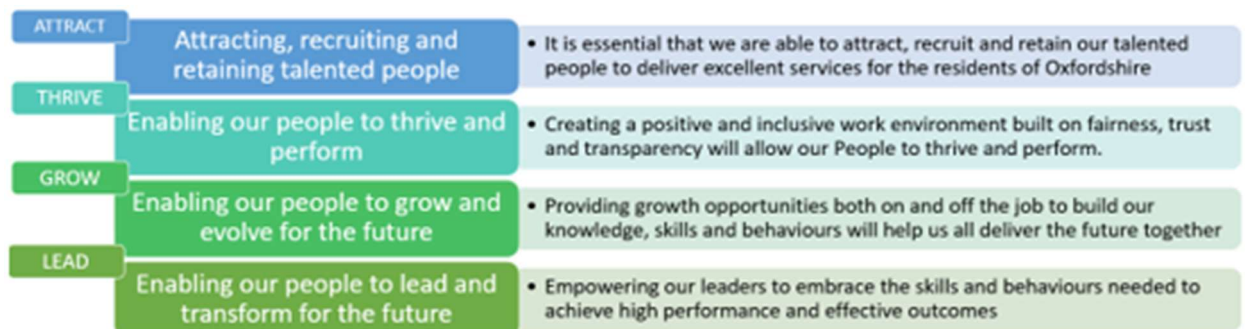 ATTRACT
Attracting, recruiting and
retaining talented people
• It is essential that we are able to attract, recruit and retain our talented
people to deliver excellent services for the residents of Oxfordshire
THRIVE
Enabling our people to thrive and
perform
• Creating a positive and inclusive work environment built on fairness, trust
and transparency will allow our People to thrive and perform.
GROW
Enabling our people to grow and
evolve for the future
• Providing growth opportunities both on and off the job to build our
knowledge, skills and behaviours will help us all deliver the future together
LEAD
Enabling our people to lead and
transform for the future
• Empowering our leaders to embrace the skills and behaviours needed to
achieve high performance and effective outcomes